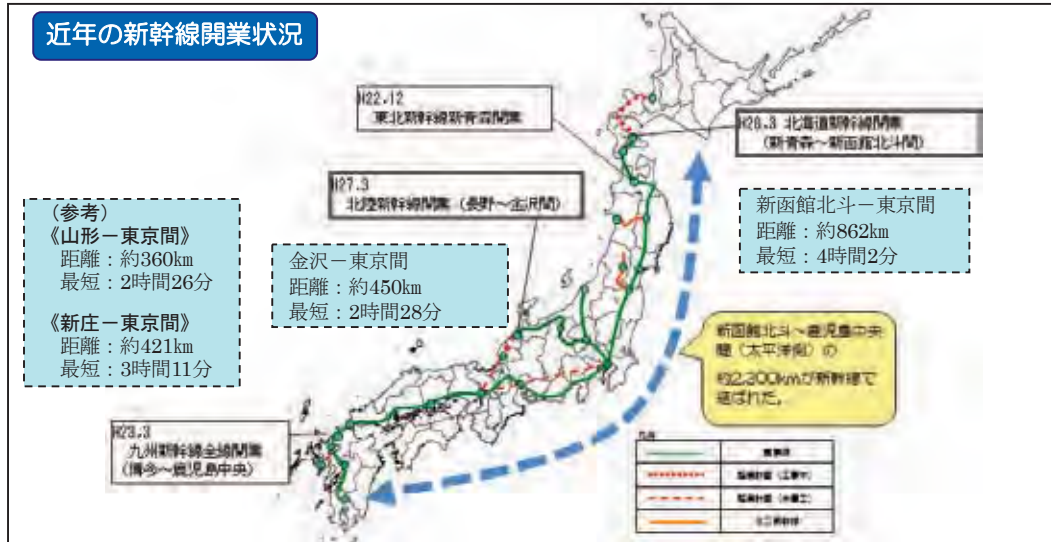 近年の新幹線開業状況
H22.12
東北新幹線新青森開業
H28.3 北海道新幹線開業
(新青森~新函館北斗間)
H27.3
北陸新幹線開業(長野~金沢間)
(参考)
《山形-東京間》
距離:約360km
最短:2時間26分
《新庄-東京間》
距離:約421km
最短:3時間11分
金沢-東京間
距離:約450km
最短:2時間28分
新函館北斗-東京間
距離:約862km
最短:4時間2分
新函館北斗~鹿児島中央
間(太平洋側)の
約2,300kmが新幹線で
結ばれた。
H23.3
九州新幹線全線開業
(博多~鹿児島中央)